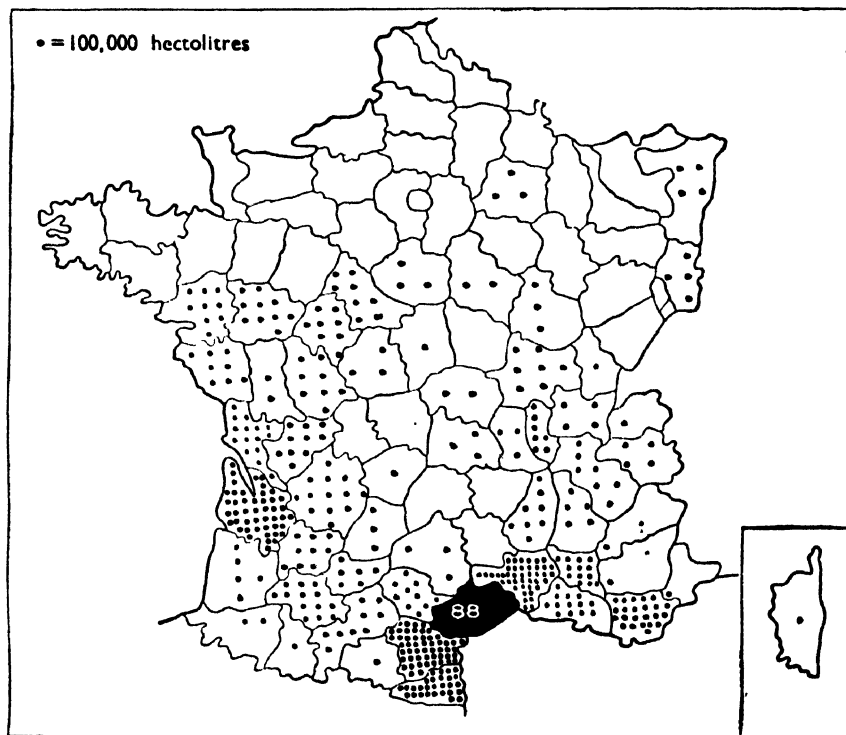 • = 100,000 hectolitres
88